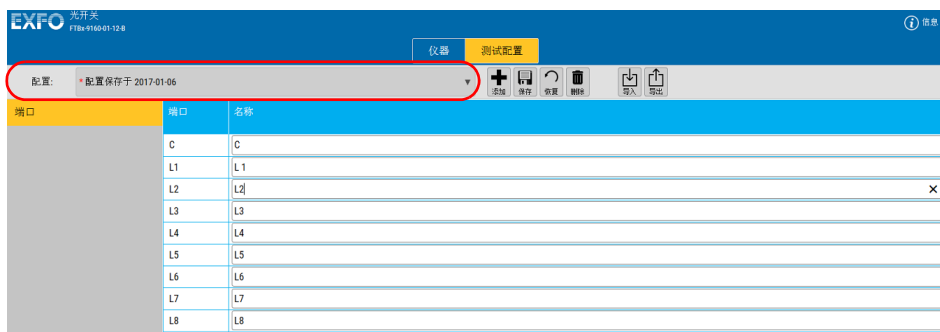 EXFO 光开关
FTBx-9160-01-12-B
信息
仪器 测试配置
配置: *配置保存于 2017-01-06
添加 保存 恢复 删除 导入 导出
端口 端口 名称
C C
L1 L 1
L2 L2
L3 L3
L4 L4
L5 L5
L6 L6
L7 L7
L8 L8